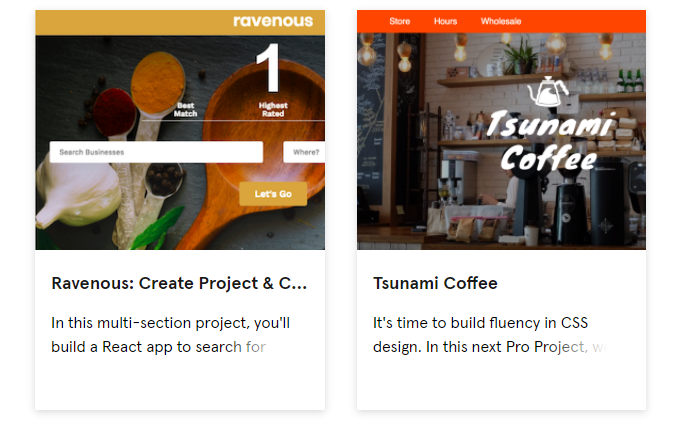 ravenous
1
Best
Match
Highest
Rated
Search Businesses
Where?
Let's Go
Ravenous: Create Project & C...
In this multi-section project, you'll
build a React app to search for
Store Hours Wholesale
Tsunami
Coffee
Tsunami Coffee
It's time to build fluency in CSS
design. In this next Pro Project,